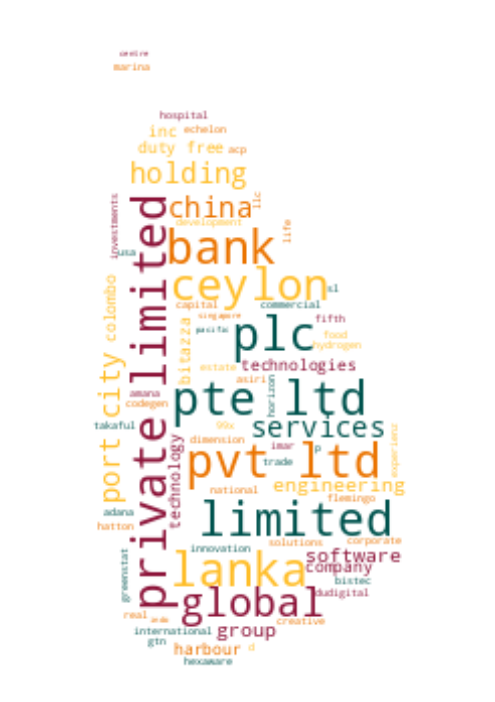 centre
marina
hospital
inc
echelon
duty free
acp
holding
investments
private limited
china
llc
development
life
bank
usa
ceylon
sl
port city colombo
capital
commercial
singapore
fifth
pacific
plc
bitazza
food
hydrogen
estate
technologies
asiri
horizon
amana
codegen
pte ltd
takaful
99x
services
dimension
imar
p
experienz
technology
pvt ltd
trade
national
engineering
flemingo
adana
hatton
limited
solutions
corporate
innovation
software
greenstat
lanka
company
bistec
dudigital
global
real
creative
international
group
gtn
harbour
d
hexaware